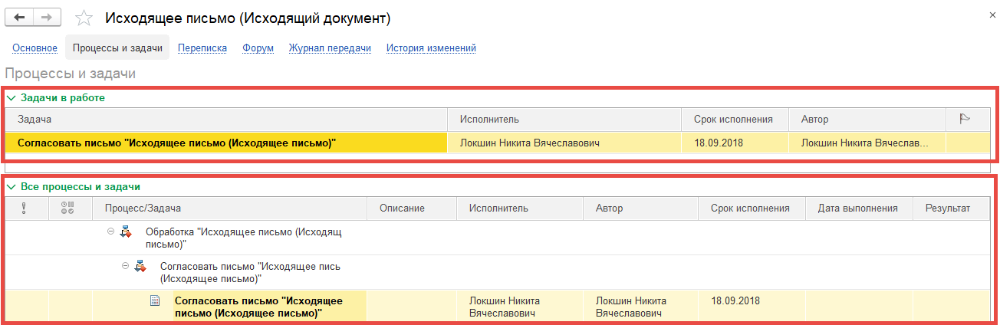 Исходящее письмо (Исходящий документ)
Основное Процессы и задачи Переписка Форум Журнал передачи История изменений
Процессы и задачи
Задачи в работе
Задача Исполнитель Срок исполнения Автор
Согласовать письмо "Исходящее письмо (Исходящее письмо)" Локшин Никита Вячеславович 18.09.2018 Локшин Никита Вячеслав...
Все процессы и задачи
Процесс/Задача Описание Исполнитель Автор Срок исполнения Дата выполнения Результат
Обработка "Исходящее письмо (Исходящ
письмо)"
Согласовать письмо "Исходящее пись
(Исходящее письмо)"
Согласовать письмо "Исходящее Локшин Никита Локшин Никита 18.09.2018
письмо (Исходящее письмо)" Вячеславович Вячеславович